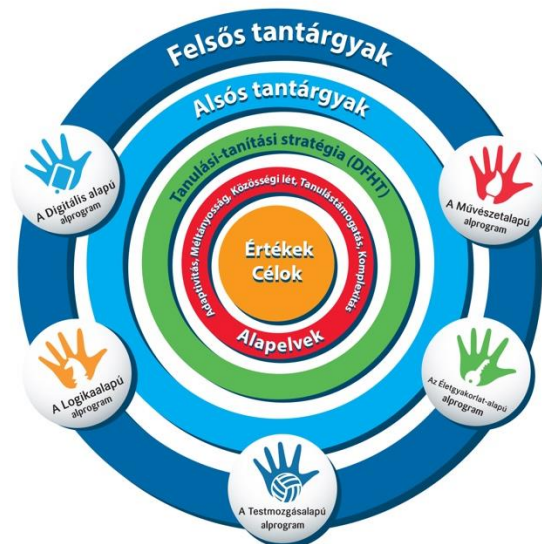 Felsős tantárgyak
Alsós tantárgyak
Tanulási-tanítási stratégia (DFHT)
Adaptivitás, Méltányosság, Közösségi lét, Tanulástámogatás, Komplexitás
Értékek
Célok
Alapelvek
A Digitális alapú
alprogram
A Művészetalapú
alprogram
A Logikaalapú
alprogram
Az Életgyakorlat-alapú
alprogram
A Testmozgásalapú
alprogram